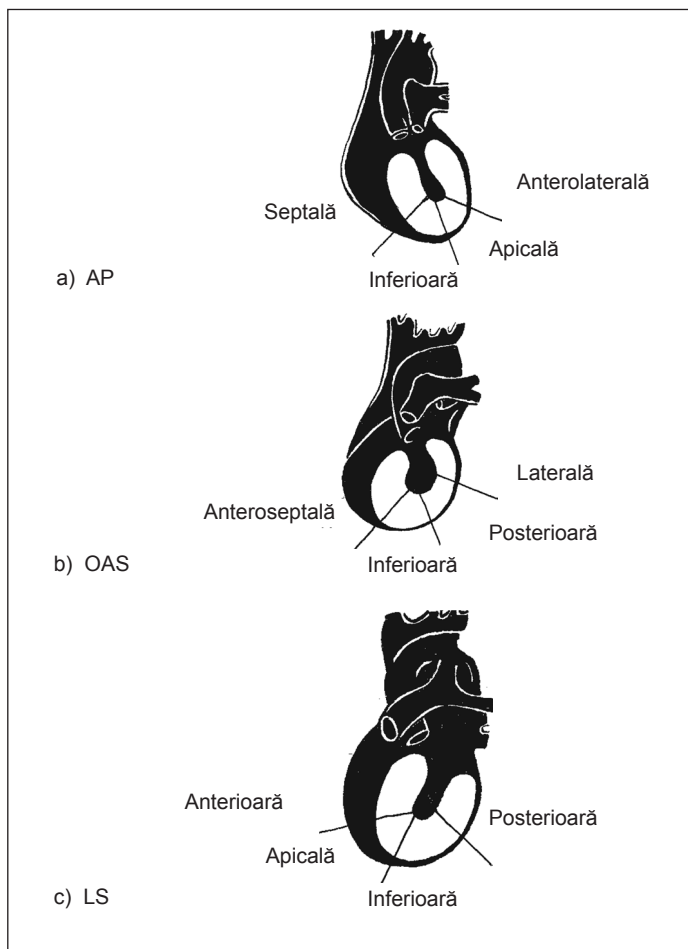 Anterolaterală
Septală
Apicală
a) AP
Inferioară
Laterală
Anteroseptală
Posterioară
b) OAS
Inferioară
Anterioară
Posterioară
Apicală
c) LS
Inferioară